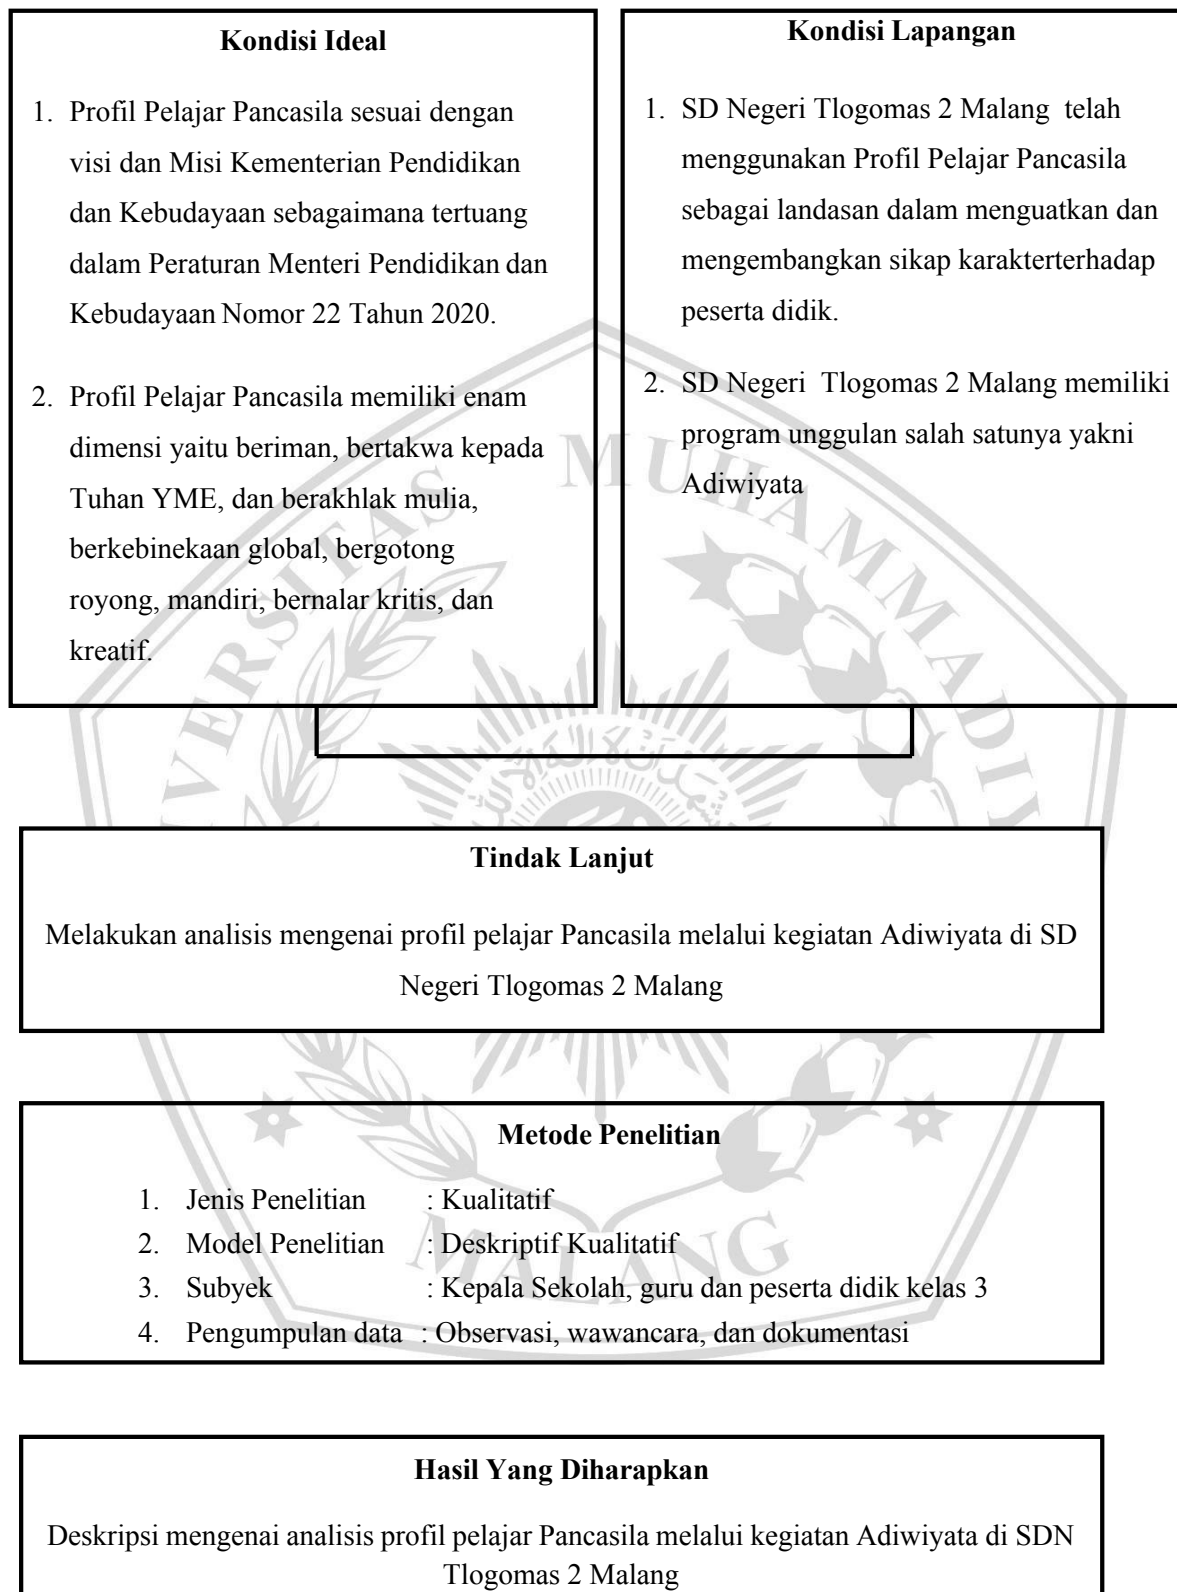 Kondisi Ideal
1. Profil Pelajar Pancasila sesuai dengan
visi dan Misi Kementerian Pendidikan
dan Kebudayaan sebagaimana tertuang
dalam Peraturan Menteri Pendidikan dan
Kebudayaan Nomor 22 Tahun 2020.
2. Profil Pelajar Pancasila memiliki enam
dimensi yaitu beriman, bertakwa kepada
Tuhan YME, dan berakhlak mulia,
berkebinekaan global, bergotong
royong, mandiri, bernalar kritis, dan
kreatif.
Kondisi Lapangan
1. SD Negeri Tlogomas 2 Malang telah
menggunakan Profil Pelajar Pancasila
sebagai landasan dalam menguatkan dan
mengembangkan sikap karakterterhadap
peserta didik.
2. SD Negeri Tlogomas 2 Malang memiliki
program unggulan salah satunya yakni
Adiwiyata
Tindak Lanjut
Melakukan analisis mengenai profil pelajar Pancasila melalui kegiatan Adiwiyata di SD
Negeri Tlogomas 2 Malang
Metode Penelitian
1. Jenis Penelitian : Kualitatif
2. Model Penelitian : Deskriptif Kualitatif
3. Subyek : Kepala Sekolah, guru dan peserta didik kelas 3
4. Pengumpulan data : Observasi, wawancara, dan dokumentasi
Hasil Yang Diharapkan
Deskripsi mengenai analisis profil pelajar Pancasila melalui kegiatan Adiwiyata di SDN
Tlogomas 2 Malang
MUHAMMADIY
MALANG